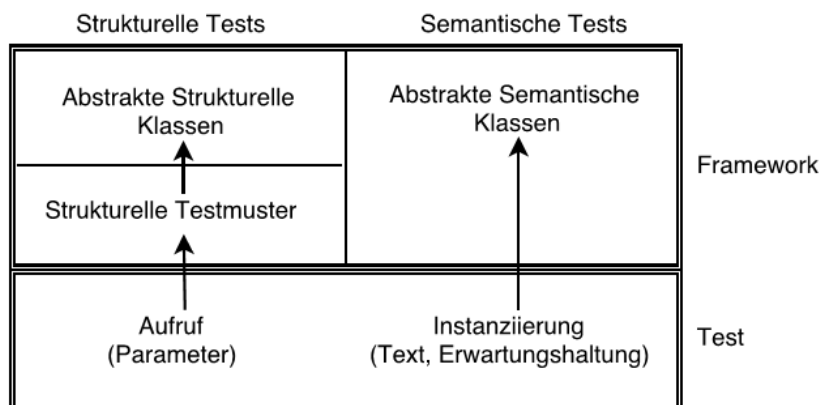 Strukturelle Tests
Semantische Tests
Abstrakte Strukturelle
Klassen
Abstrakte Semantische
Klassen
Framework
Strukturelle Testmuster
Aufruf
(Parameter)
Instanziierung
(Text, Erwartungshaltung)
Test